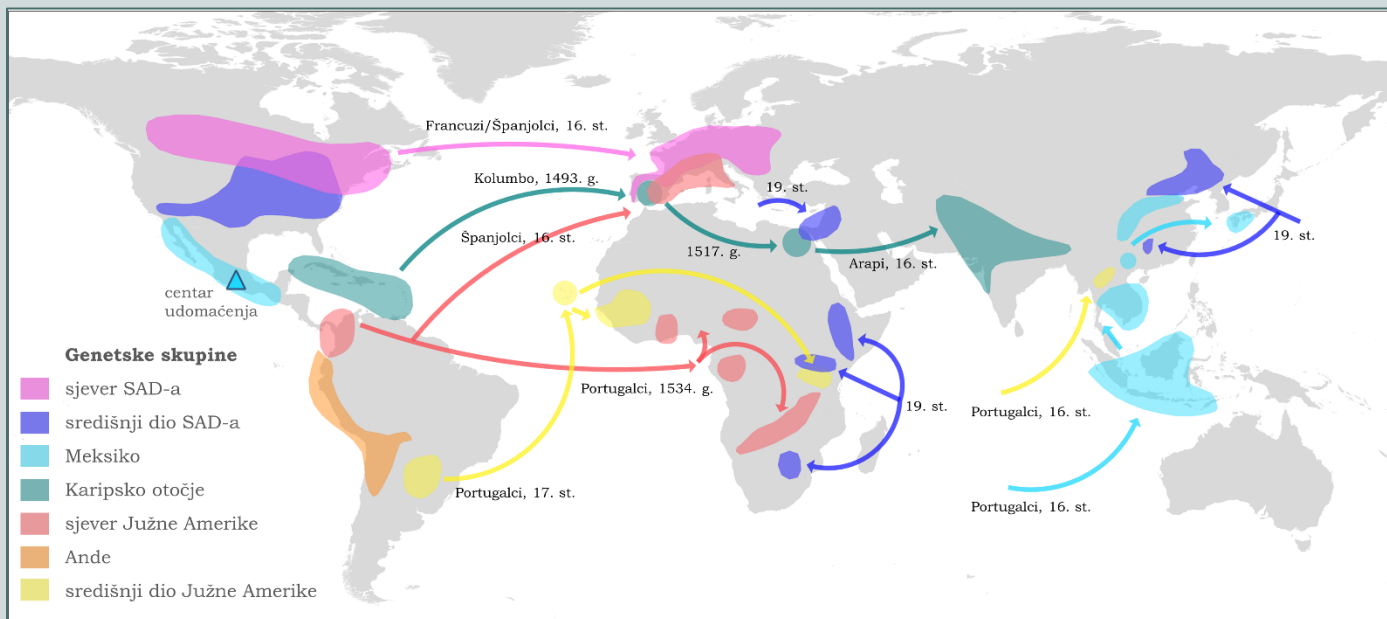 Francuzi/Španjolci, 16. st.
Kolumbo, 1493. g.
19. st.
Španjolci, 16. st.
1517. g.
Arapi, 16. st.
19. st.
centar
udomaćenja
Genetske skupine
sjever SAD-a
središnji dio SAD-a
Meksiko
Karipsko otočje
sjever Južne Amerike
Ande
središnji dio Južne Amerike
Portugalci, 1534. g.
19. st.
Portugalci, 16. st.
Portugalci, 17. st.
Portugalci, 16. st.